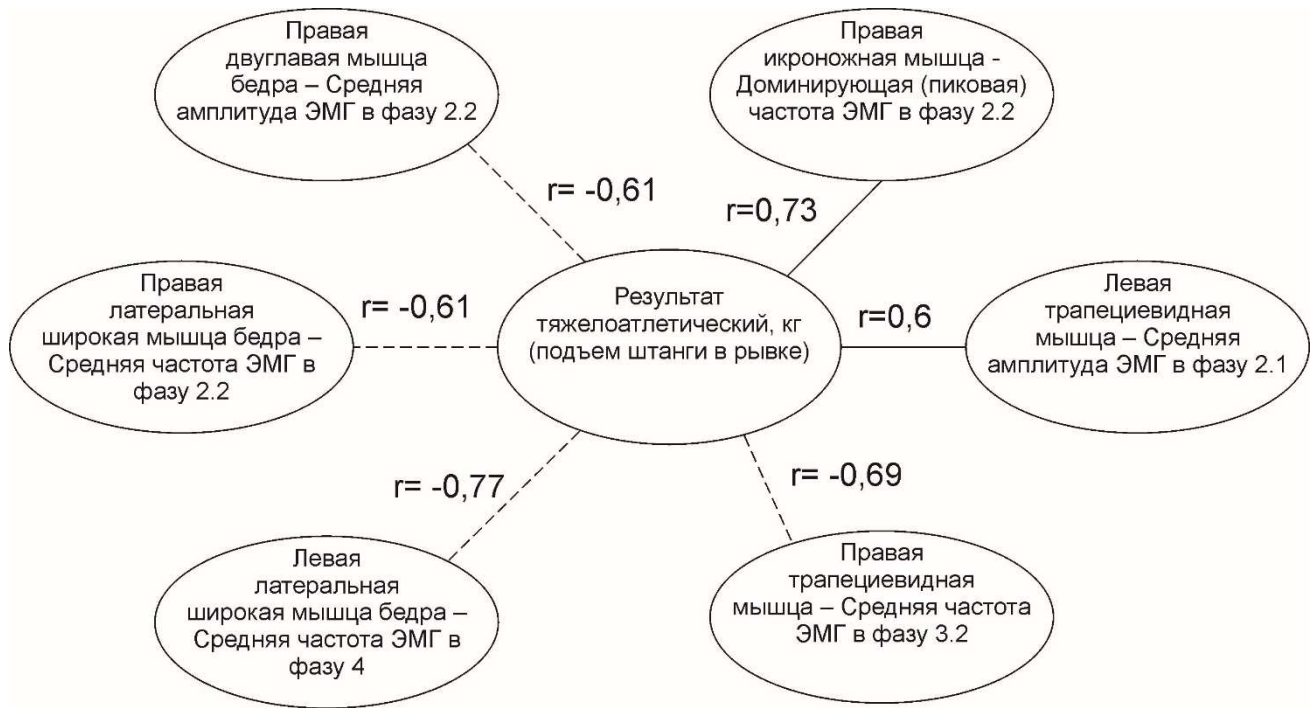 Правая
двуглавая мышца
бедра – Средняя
амплитуда ЭМГ в фазу 2.2
Правая
икроножная мышца -
Доминирующая (пиковая)
частота ЭМГ в фазу 2.2
r= -0,61
r=0,73
Правая
латеральная
широкая мышца бедра –
Средняя частота ЭМГ в
фазу 2.2
r= -0,61
Результат
тяжелоатлетический, кг
(подъем штанги в рывке)
r=0,6
Левая
трапециевидная
мышца – Средняя
амплитуда ЭМГ в фазу 2.1
r= -0,77
r= -0,69
Левая
латеральная
широкая мышца бедра –
Средняя частота ЭМГ в
фазу 4
Правая
трапециевидная
мышца – Средняя частота
ЭМГ в фазу 3.2